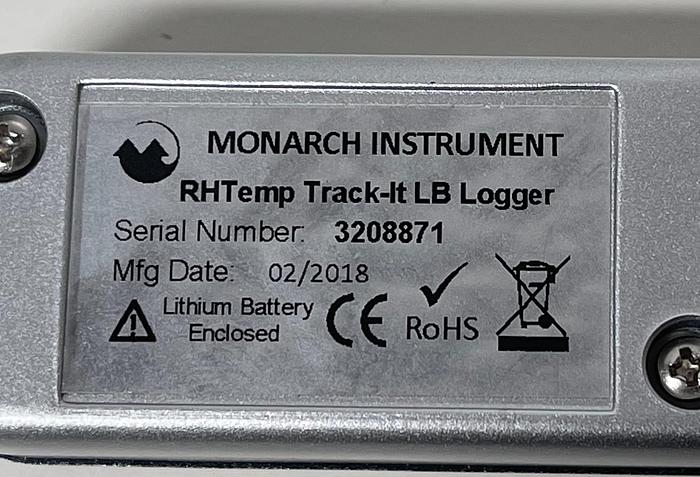 MONARCH INSTRUMENT
RHTemp Track-It LB Logger
Serial Number: 3208871
Mfg Date: 02/2018
Lithium Battery
Enclosed
CE
RoHS